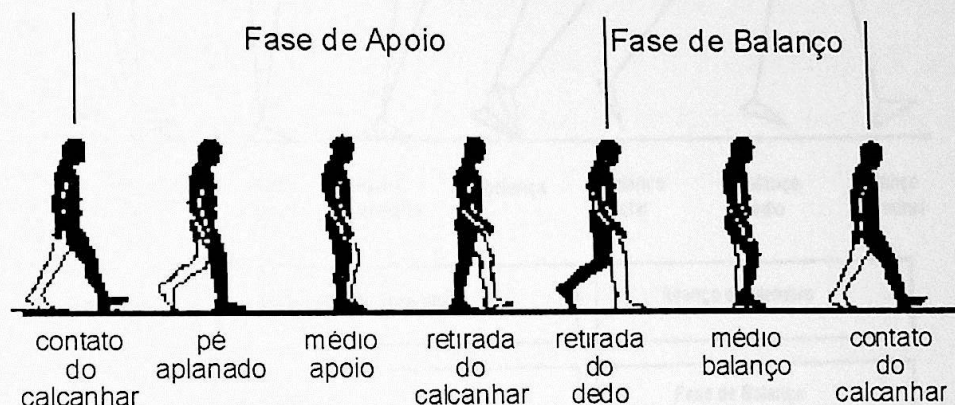 Fase de Apoio
Fase de Balanço
contato
do
calcanhar
pé
aplanado
médio
apoio
retirada
do
calcanhar
retirada
do
dedo
médio
balanço
contato
do
calcanhar